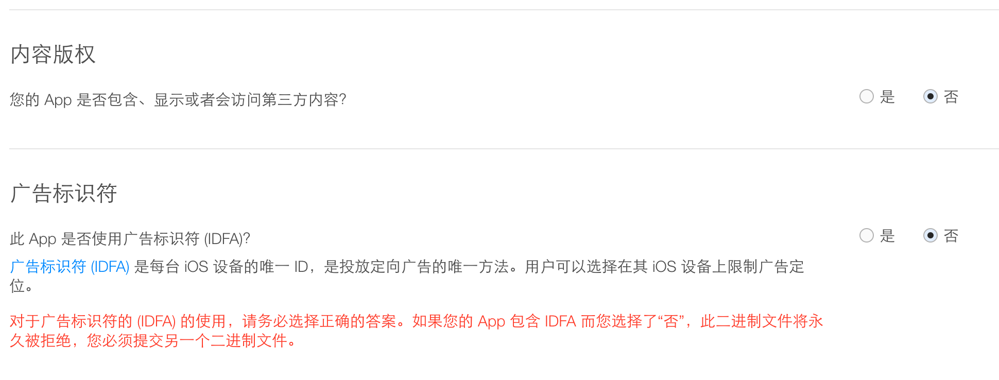 内容版权
您的 App 是否包含、显示或者会访问第三方内容？
是
否
广告标识符
此 App 是否使用广告标识符 (IDFA)？
是
否
广告标识符 (IDFA) 是每台 iOS 设备的唯一 ID，是投放定向广告的唯一方法。用户可以选择在其 iOS 设备上限制广告定
位。
对于广告标识符的 (IDFA) 的使用，请务必选择正确的答案。如果您的 App 包含 IDFA 而您选择了“否”，此二进制文件将永
久被拒绝，您必须提交另一个二进制文件。